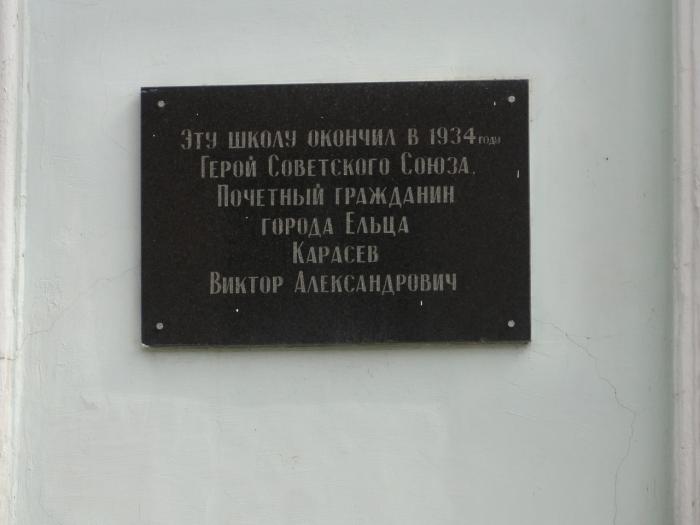 Эту школу окончил в 1934 году
Герой Советского Союза.
Почетный гражданин
города Ельца
Карасев
Виктор Александрович